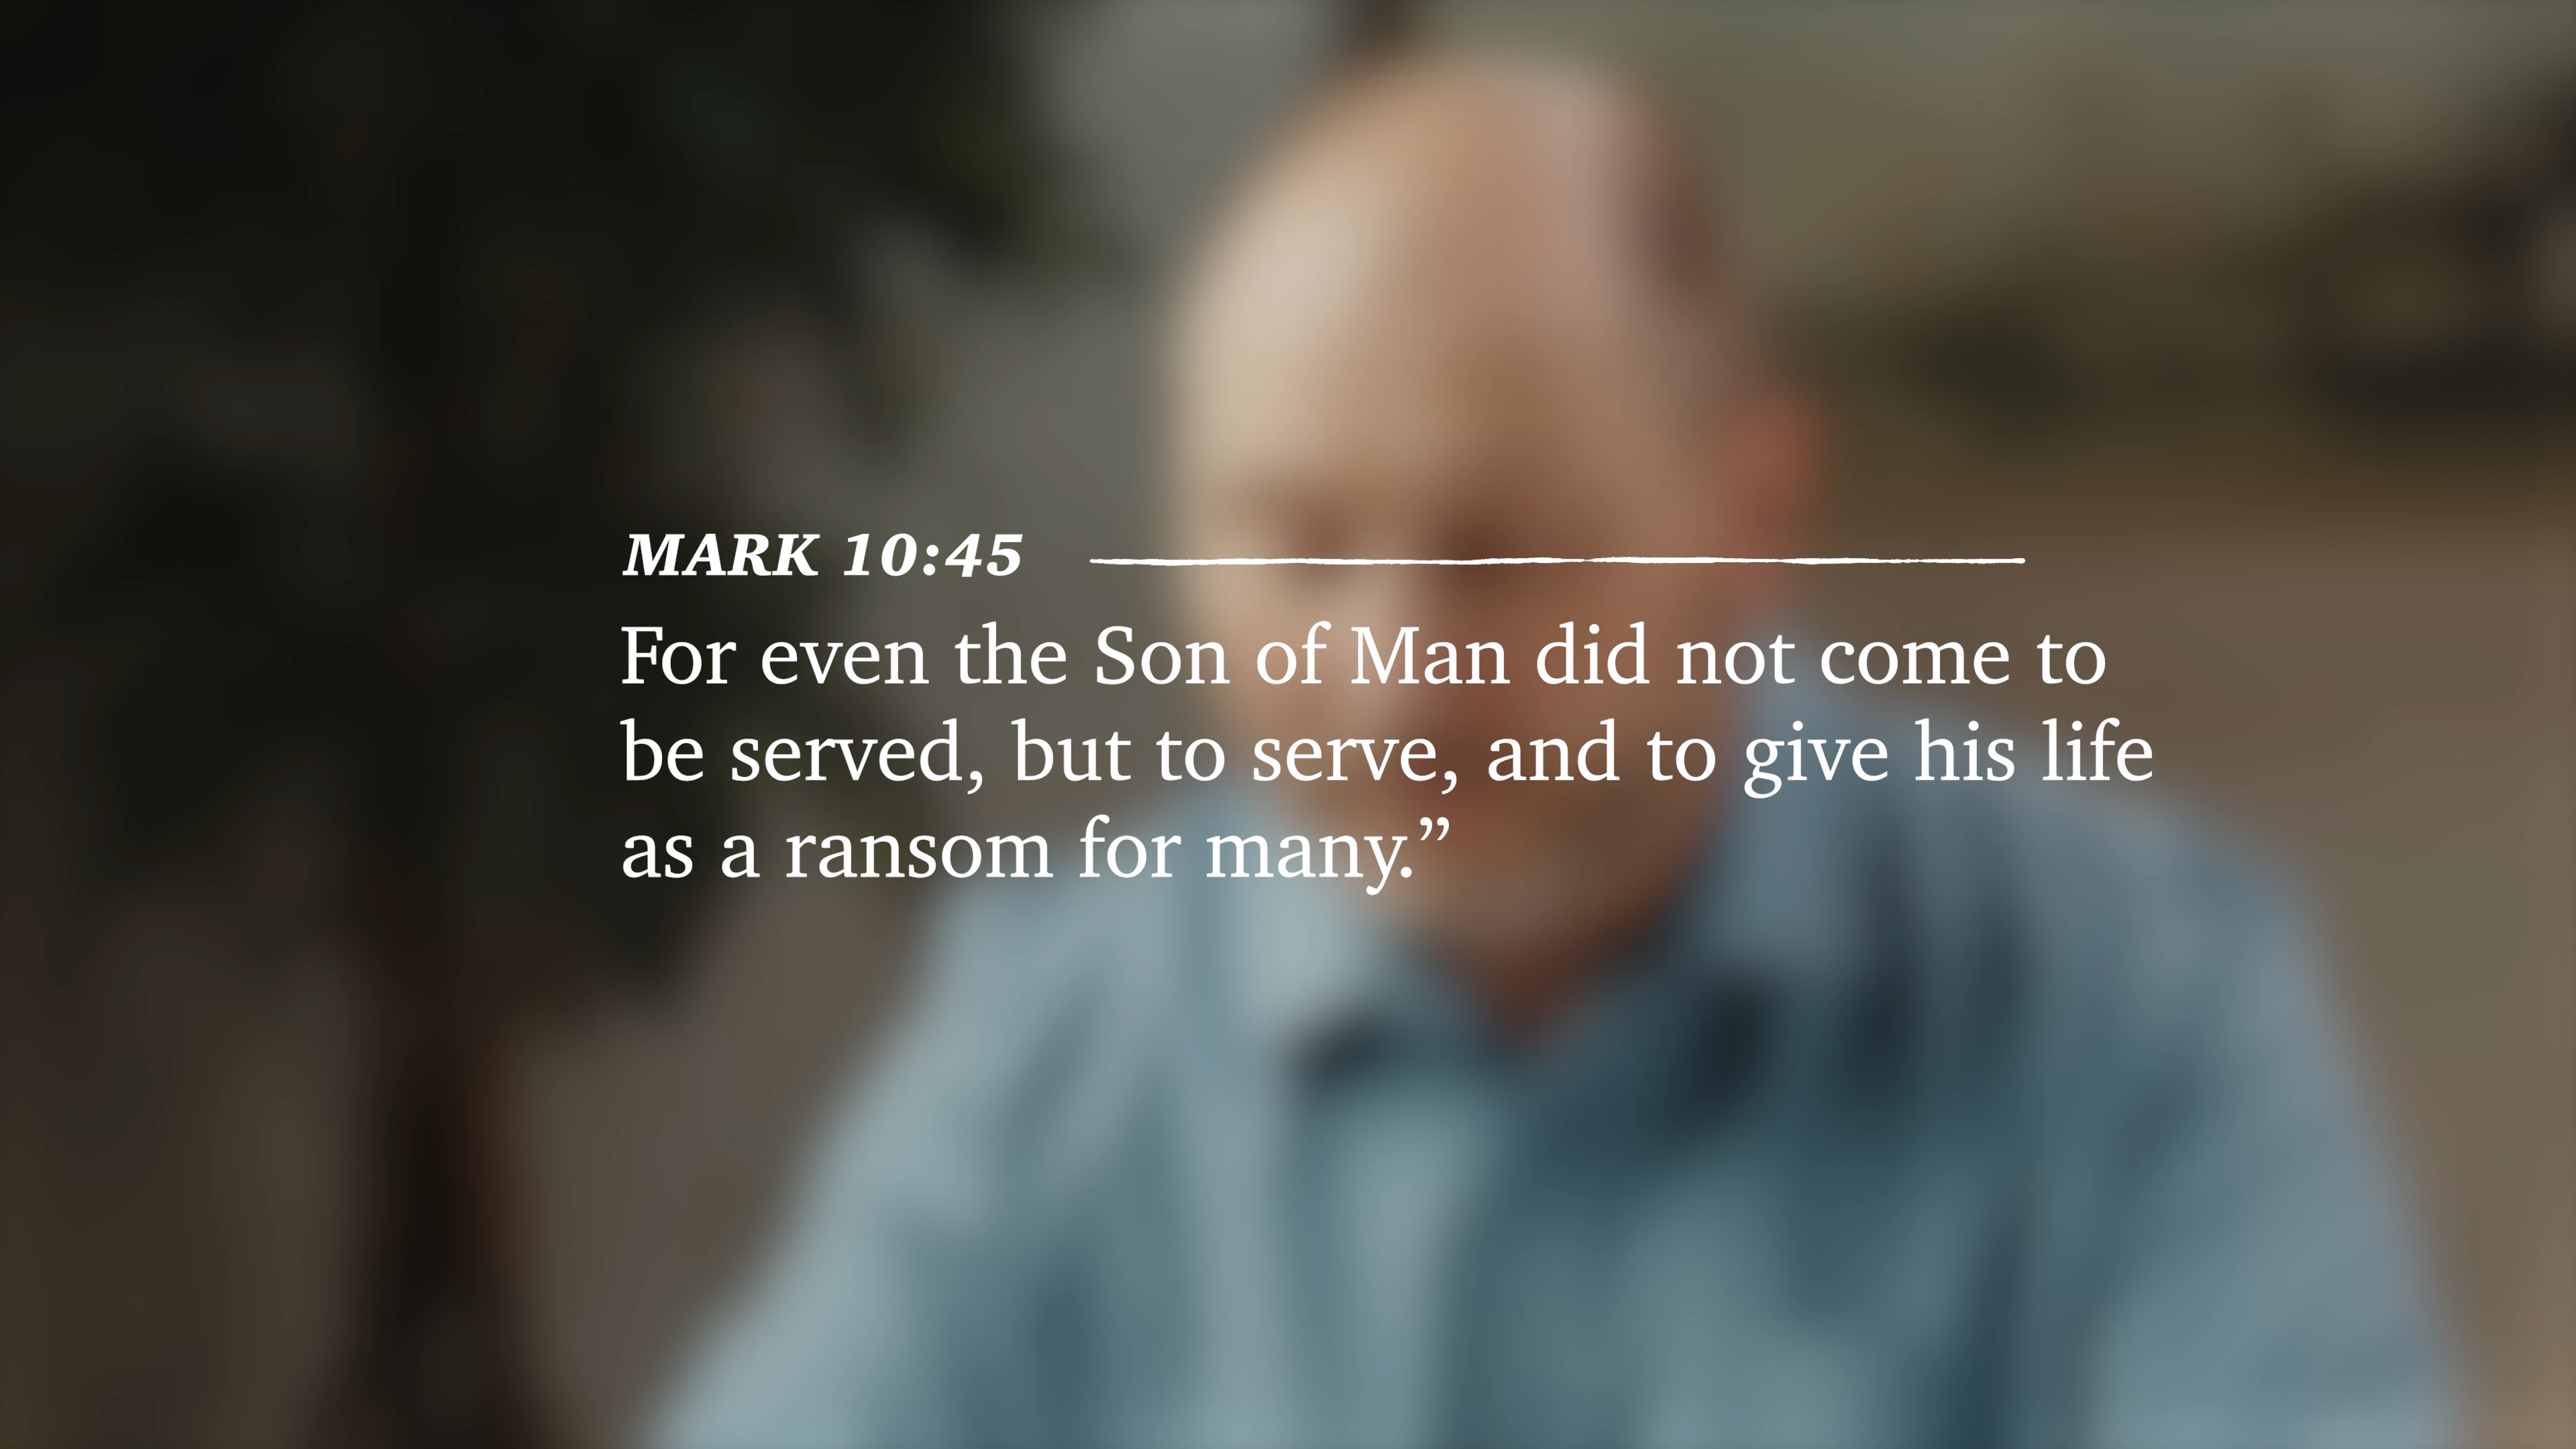 MARK 10:45
For even the Son of Man did not come to
be served, but to serve, and to give his life
as a ransom for many.”